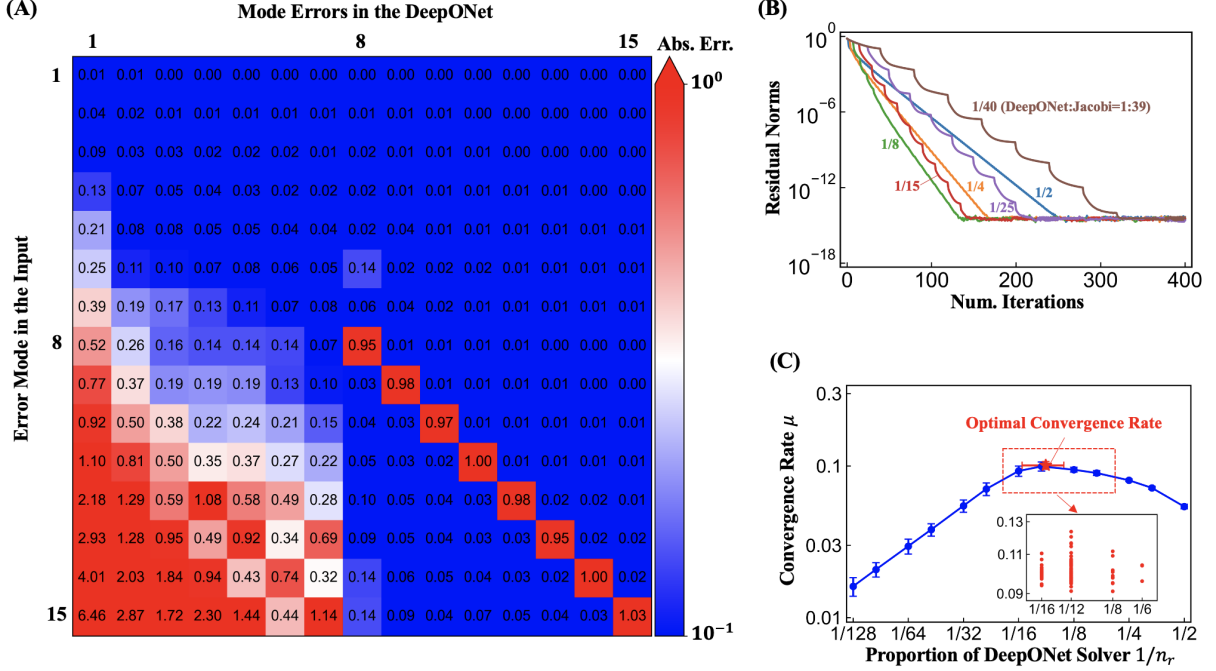 (A)
Mode Errors in the DeepONet
1 8 15
Abs. Err.
10⁰
10⁻¹
Error Mode in the Input
1
8
15
0.01 0.01 0.00 0.00 0.00 0.00 0.00 0.00 0.00 0.00 0.00 0.00 0.00 0.00 0.00
0.04 0.02 0.01 0.01 0.01 0.01 0.01 0.01 0.00 0.00 0.00 0.00 0.00 0.00 0.00
0.09 0.03 0.03 0.02 0.02 0.02 0.01 0.02 0.01 0.01 0.01 0.00 0.00 0.00 0.00
0.13 0.07 0.05 0.04 0.03 0.02 0.02 0.02 0.01 0.01 0.01 0.01 0.01 0.00 0.00
0.21 0.08 0.08 0.05 0.05 0.04 0.04 0.04 0.02 0.02 0.01 0.01 0.01 0.01 0.01
0.25 0.11 0.10 0.07 0.08 0.06 0.05 0.14 0.02 0.02 0.02 0.01 0.01 0.01 0.01
0.39 0.19 0.17 0.13 0.11 0.07 0.08 0.06 0.04 0.02 0.01 0.01 0.01 0.01 0.01
0.52 0.26 0.16 0.14 0.14 0.14 0.07 0.95 0.01 0.01 0.01 0.01 0.00 0.00 0.00
0.77 0.37 0.19 0.19 0.19 0.13 0.10 0.03 0.98 0.01 0.01 0.01 0.01 0.00 0.00
0.92 0.50 0.38 0.22 0.24 0.21 0.15 0.04 0.03 0.97 0.01 0.01 0.01 0.01 0.00
1.10 0.81 0.50 0.35 0.37 0.27 0.22 0.05 0.03 0.02 1.00 0.01 0.01 0.01 0.01
2.18 1.29 0.59 1.08 0.58 0.49 0.28 0.10 0.05 0.04 0.03 0.98 0.02 0.02 0.01
2.93 1.28 0.95 0.49 0.92 0.34 0.69 0.09 0.05 0.04 0.03 0.03 0.95 0.02 0.02
4.01 2.03 1.84 0.94 0.43 0.74 0.32 0.14 0.06 0.05 0.04 0.03 0.02 1.00 0.02
6.46 2.87 1.72 2.30 1.44 0.44 1.14 0.14 0.09 0.04 0.07 0.05 0.04 0.03 1.03
(B)
Residual Norms
10⁰
10⁻⁶
10⁻¹²
10⁻¹⁸
1/40 (DeepONet:Jacobi=1:39)
1/8
1/15
1/4
1/25
1/2
0 100 200 300 400
Num. Iterations
(C)
Convergence Rate μ
0.3
0.1
0.03
0.01
Optimal Convergence Rate
0.13
0.11
0.09
1/16 1/12 1/8 1/6
1/128 1/64 1/32 1/16 1/8 1/4 1/2
Proportion of DeepONet Solver 1/nᵣ